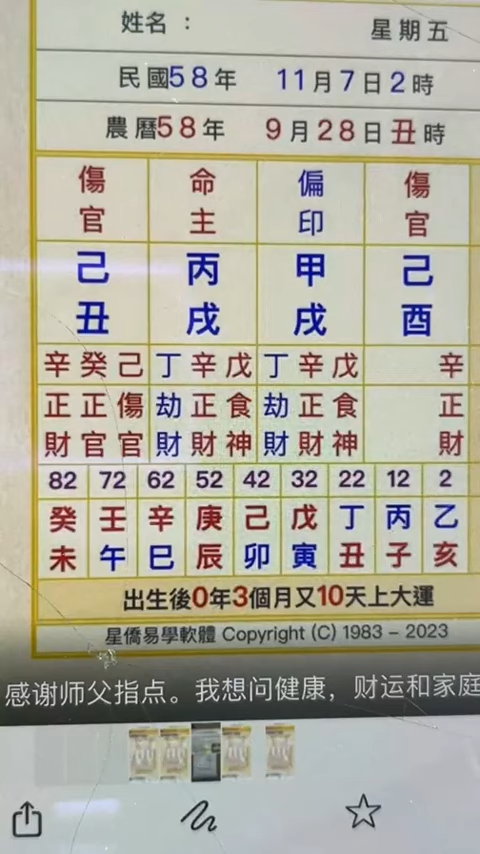 姓名：
星期五
民國58年 11月7日2時
農曆58年 9月28日丑時
傷官 命主 偏印 傷官
己 丙 甲 己
丑 戌 戌 酉
辛癸己 丁辛戊 丁辛戊 辛
正正傷 劫正食 劫正食 正
財官官 財財神 財財神 財
82 72 62 52 42 32 22 12 2
癸 壬 辛 庚 己 戊 丁 丙 乙
未 午 巳 辰 卯 寅 丑 子 亥
出生後0年3個月又10天上大運
星僑易學軟體 Copyright (C) 1983 – 2023
感谢师父指点。我想问健康，财运和家庭